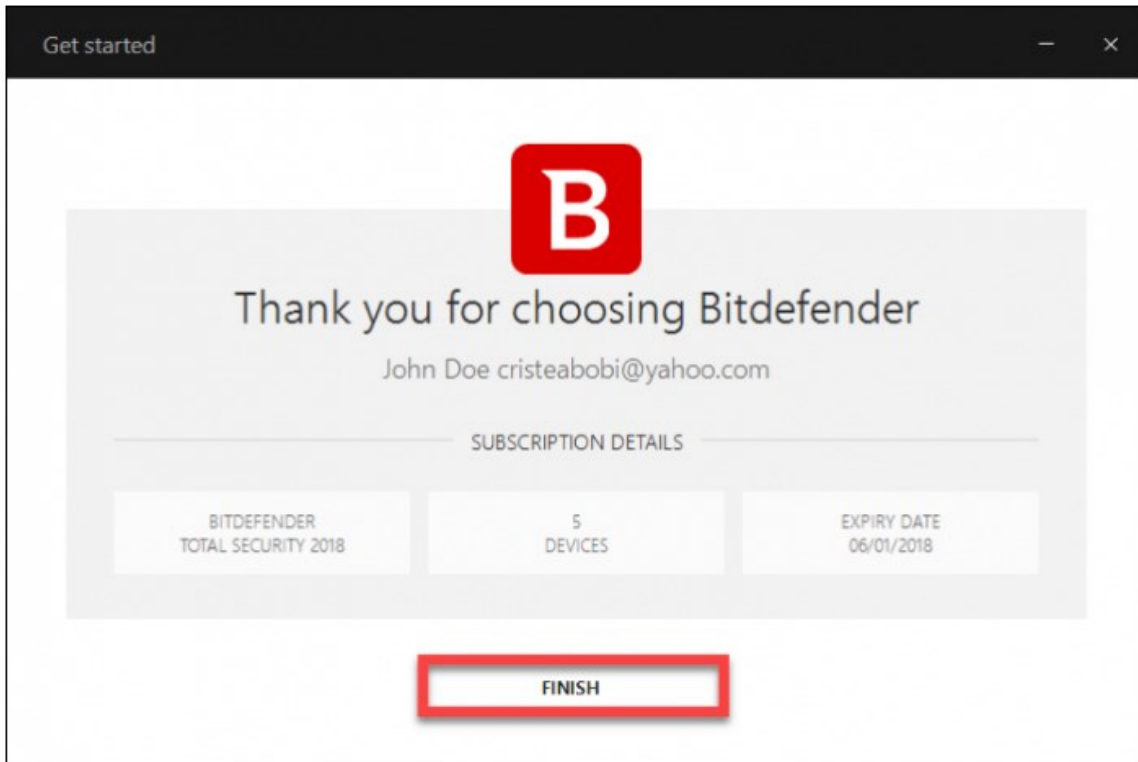 Get started
B
Thank you for choosing Bitdefender
John Doe cristeabobi@yahoo.com
SUBSCRIPTION DETAILS
BITDEFENDER
TOTAL SECURITY 2018
5
DEVICES
EXPIRY DATE
06/01/2018
FINISH